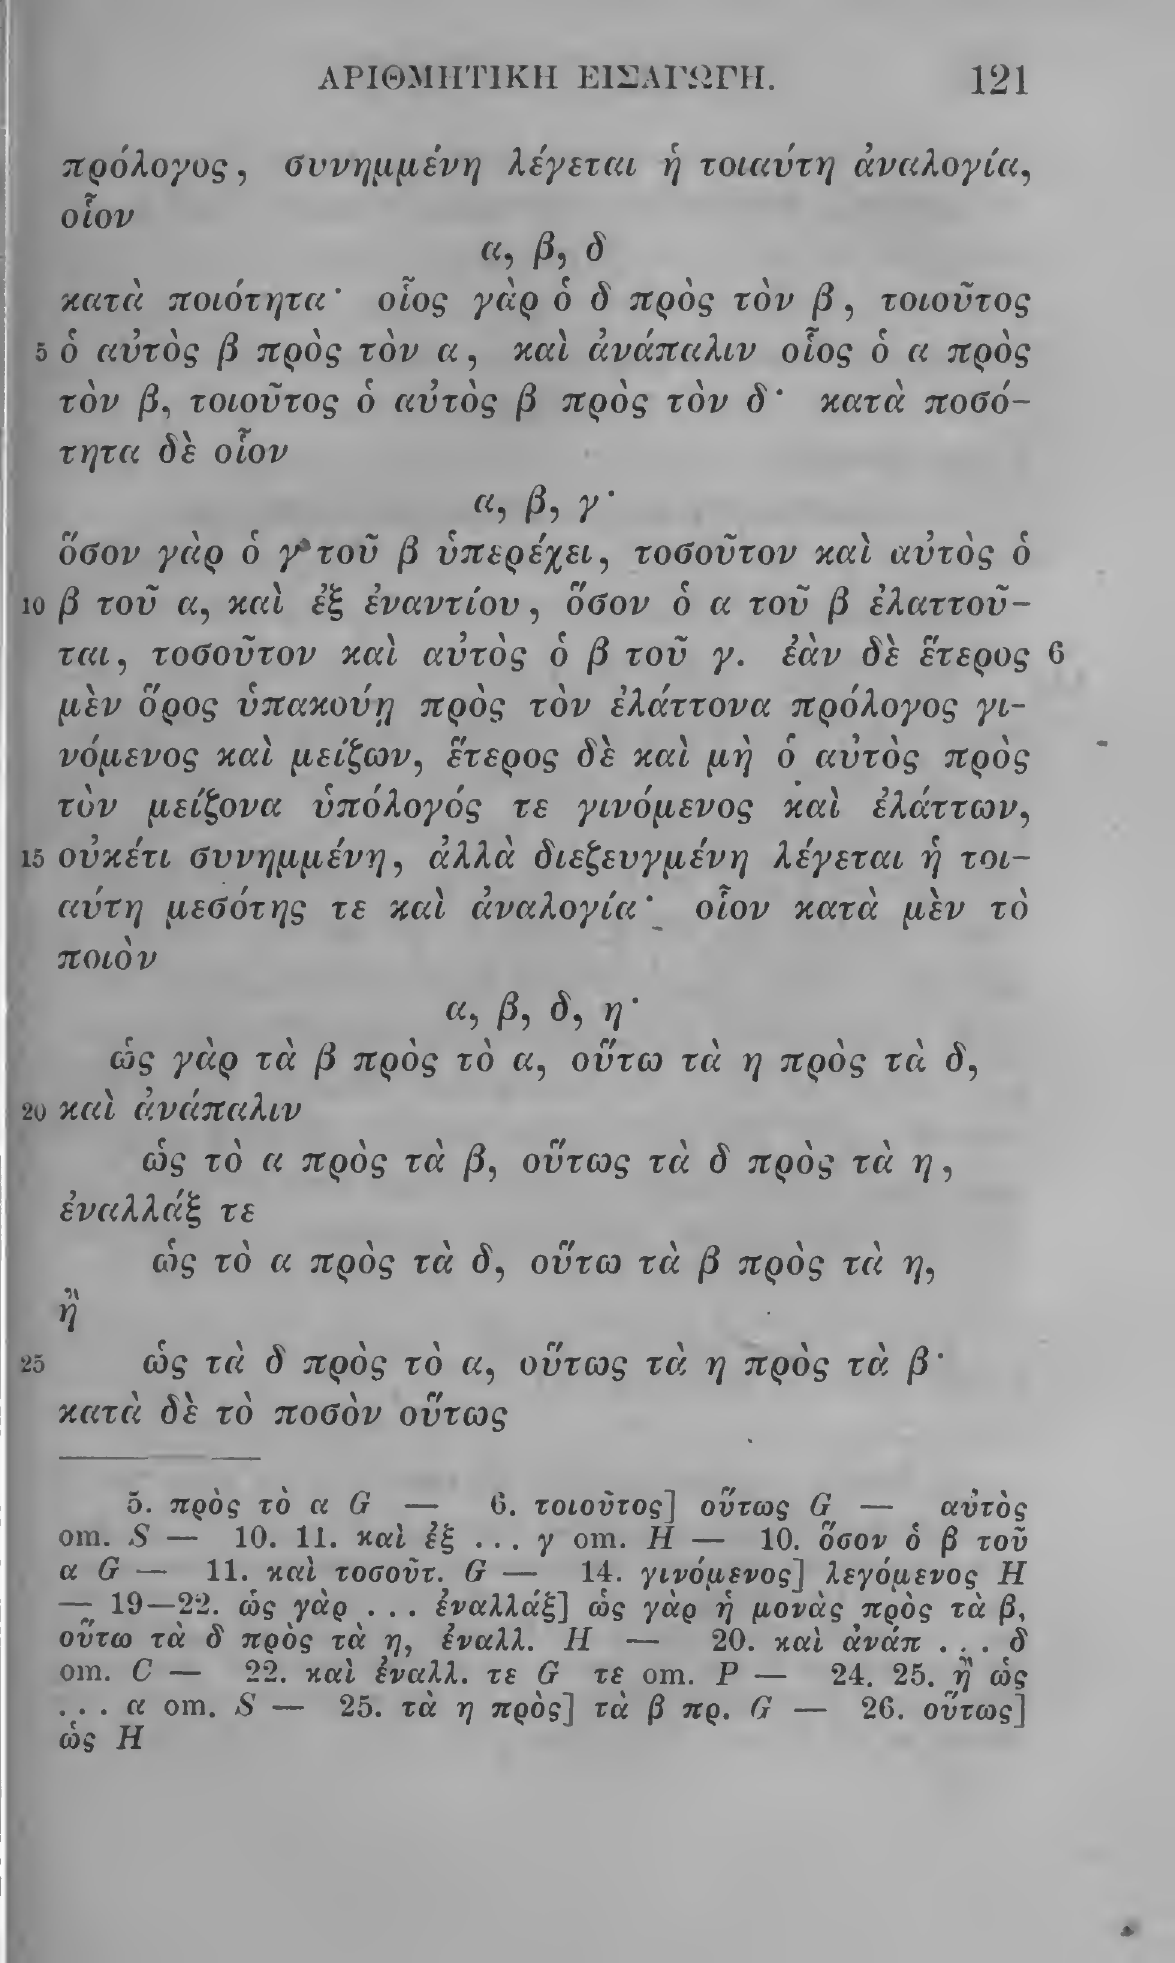 ΑΡΙΘΜΗΤΙΚΗ ΕΙΣΑΓΩΓΗ. 121
πρόλογος, συνημμένη λέγεται ἡ τοιαύτη ἀναλογία,
οἷον
α, β, δ
κατὰ ποιότητα· οἷος γὰρ ὁ δ πρὸς τὸν β, τοιοῦτος
5 ὁ αὐτὸς β πρὸς τὸν α, καὶ ἀνάπαλιν οἷος ὁ α πρὸς
τὸν β, τοιοῦτος ὁ αὐτὸς β πρὸς τὸν δ· κατὰ ποσό-
τητα δὲ οἷον
α, β, γ·
ὅσον γὰρ ὁ γ τοῦ β ὑπερέχει, τοσοῦτον καὶ αὐτὸς ὁ
10 β τοῦ α, καὶ ἐξ ἐναντίου, ὅσον ὁ α τοῦ β ἐλαττοῦ-
ται, τοσοῦτον καὶ αὐτὸς ὁ β τοῦ γ. ἐὰν δὲ ἕτερος 6
μὲν ὅρος ὑπακούῃ πρὸς τὸν ἐλάττονα πρόλογος γι-
νόμενος καὶ μείζων, ἕτερος δὲ καὶ μὴ ὁ αὐτὸς πρὸς
τὸν μείζονα ὑπόλογός τε γινόμενος καὶ ἐλάττων,
15 οὐκέτι συνημμένη, ἀλλὰ διεζευγμένη λέγεται ἡ τοι-
αύτη μεσότης τε καὶ ἀναλογία· οἷον κατὰ μὲν τὸ
ποιὸν
α, β, δ, η·
ὡς γὰρ τὰ β πρὸς τὸ α, οὕτω τὰ η πρὸς τὰ δ,
20 καὶ ἀνάπαλιν
ὡς τὸ α πρὸς τὰ β, οὕτως τὰ δ πρὸς τὰ η,
ἐναλλάξ τε
ὡς τὸ α πρὸς τὰ δ, οὕτω τὰ β πρὸς τὰ η,
ἢ
25 ὡς τὰ δ πρὸς τὸ α, οὕτως τὰ η πρὸς τὰ β·
κατὰ δὲ τὸ ποσὸν οὕτως
5. πρὸς τὸ α G — 6. τοιοῦτος] οὕτως G — αὐτὸς
om. S — 10. 11. καὶ ἐξ ... γ om. H — 10. ὅσον ὁ β τοῦ
α G — 11. καὶ τοσοῦτ. G — 14. γινόμενος] λεγόμενος H
— 19—22. ὡς γὰρ ... ἐναλλάξ] ὡς γὰρ ἡ μονὰς πρὸς τὰ β,
οὕτω τὰ δ πρὸς τὰ η, ἐναλλ. H — 20. καὶ ἀνάπ ... δ
om. C — 22. καὶ ἐναλλ. τε G τε om. P — 24. 25. ἢ ὡς
... α om. S — 25. τὰ η πρὸς] τὰ β πρ. G — 26. οὕτως]
ὡς H